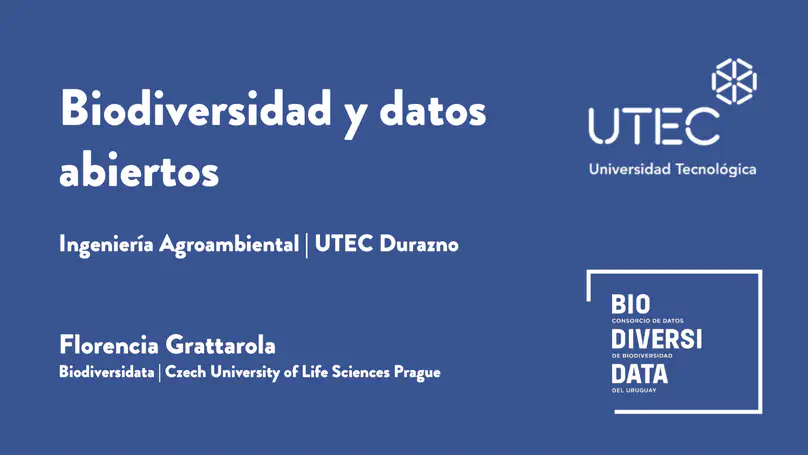 Biodiversidad y datos
abiertos
Ingeniería Agroambiental | UTEC Durazno
Florencia Grattarola
Biodiversidata | Czech University of Life Sciences Prague
UTEC
Universidad Tecnológica
BIO
CONSORCIO DE DATOS
DIVERSI
DE BIODIVERSIDAD
DATA
DEL URUGUAY